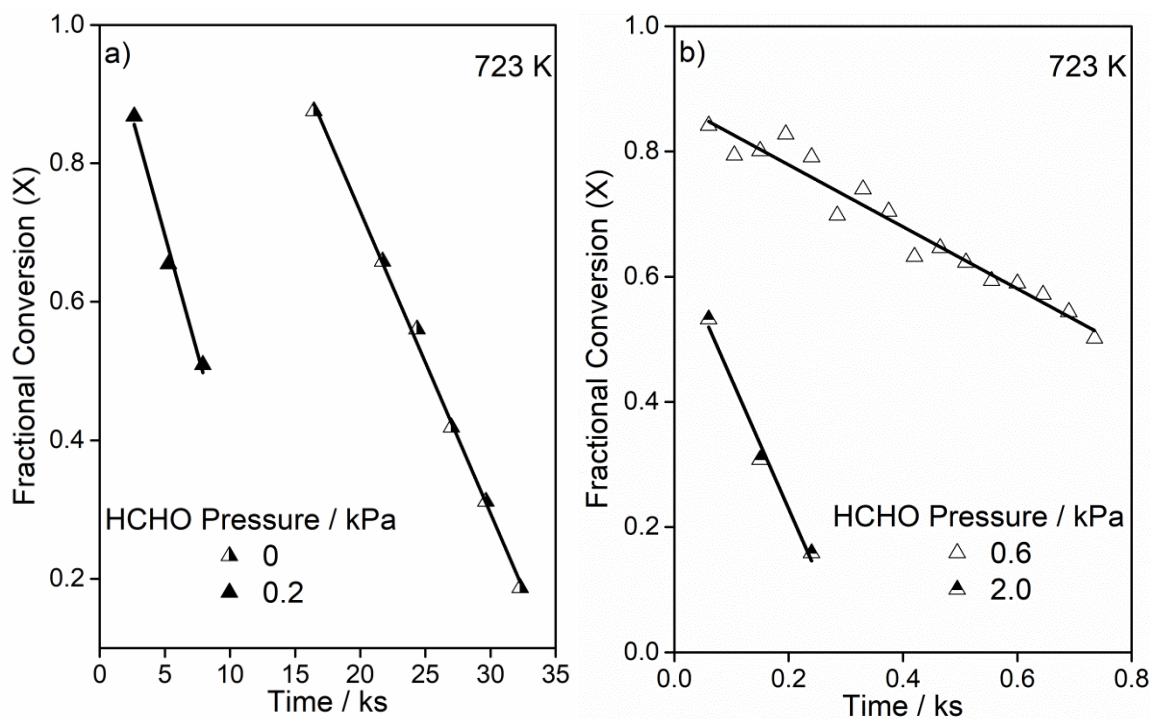 a)
723 K
Fractional Conversion (X)
1.0
0.8
0.6
0.4
0.2
HCHO Pressure / kPa
0
0.2
0 5 10 15 20 25 30 35
Time / ks
b)
723 K
Fractional Conversion (X)
1.0
0.8
0.6
0.4
0.2
0.0
HCHO Pressure / kPa
0.6
2.0
0.0 0.2 0.4 0.6 0.8
Time / ks